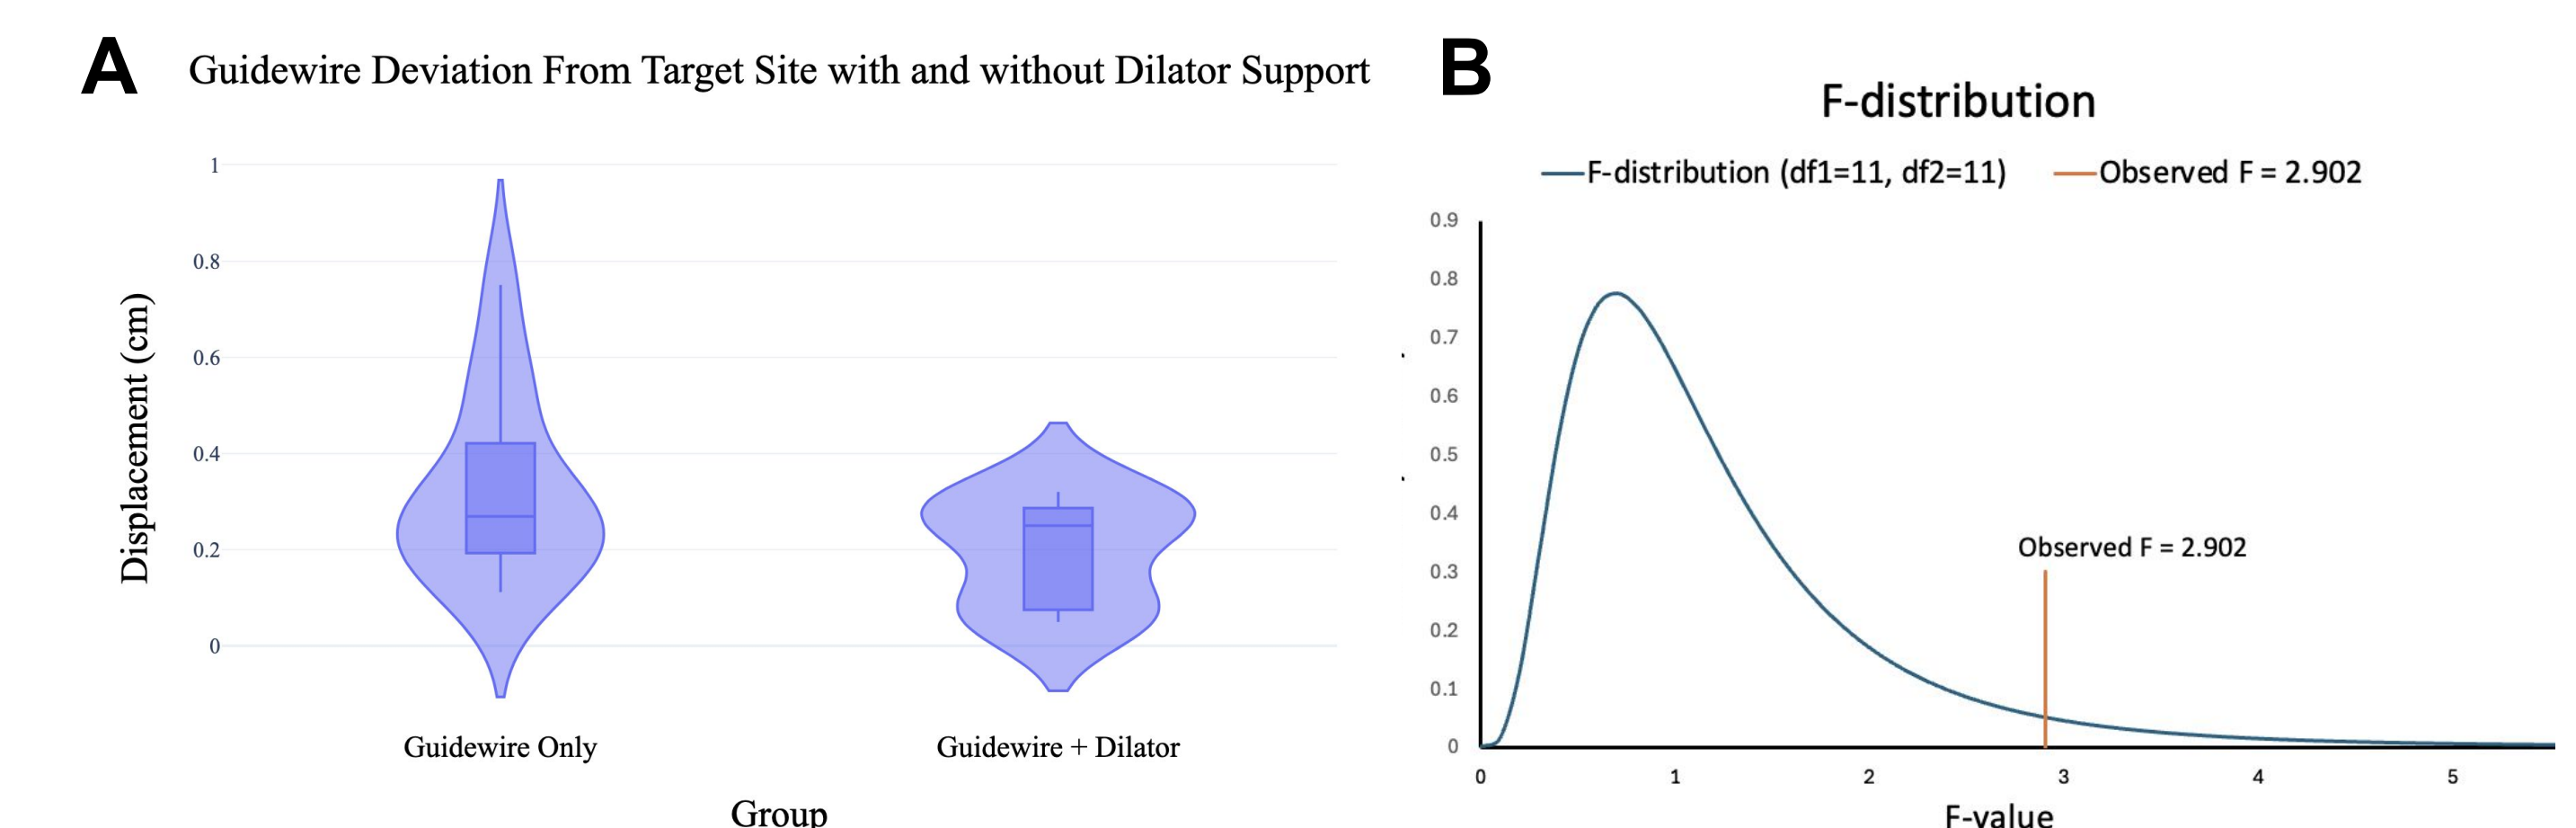 A
Guidewire Deviation From Target Site with and without Dilator Support
1
0.8
0.6
0.4
0.2
0
Displacement (cm)
Guidewire Only
Guidewire + Dilator
Group
B
F-distribution
F-distribution (df1=11, df2=11)
Observed F = 2.902
0.9
0.8
0.7
0.6
0.5
0.4
0.3
0.2
0.1
0
Observed F = 2.902
0
1
2
3
4
5
F-value